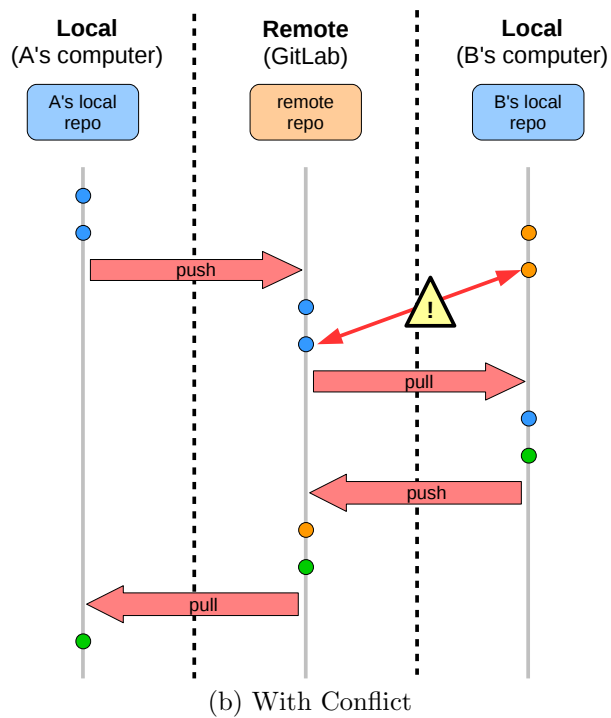 Local
(A's computer)
Remote
(GitLab)
Local
(B's computer)
A's local
repo
remote
repo
B's local
repo
push
!
pull
push
pull
(b) With Conflict